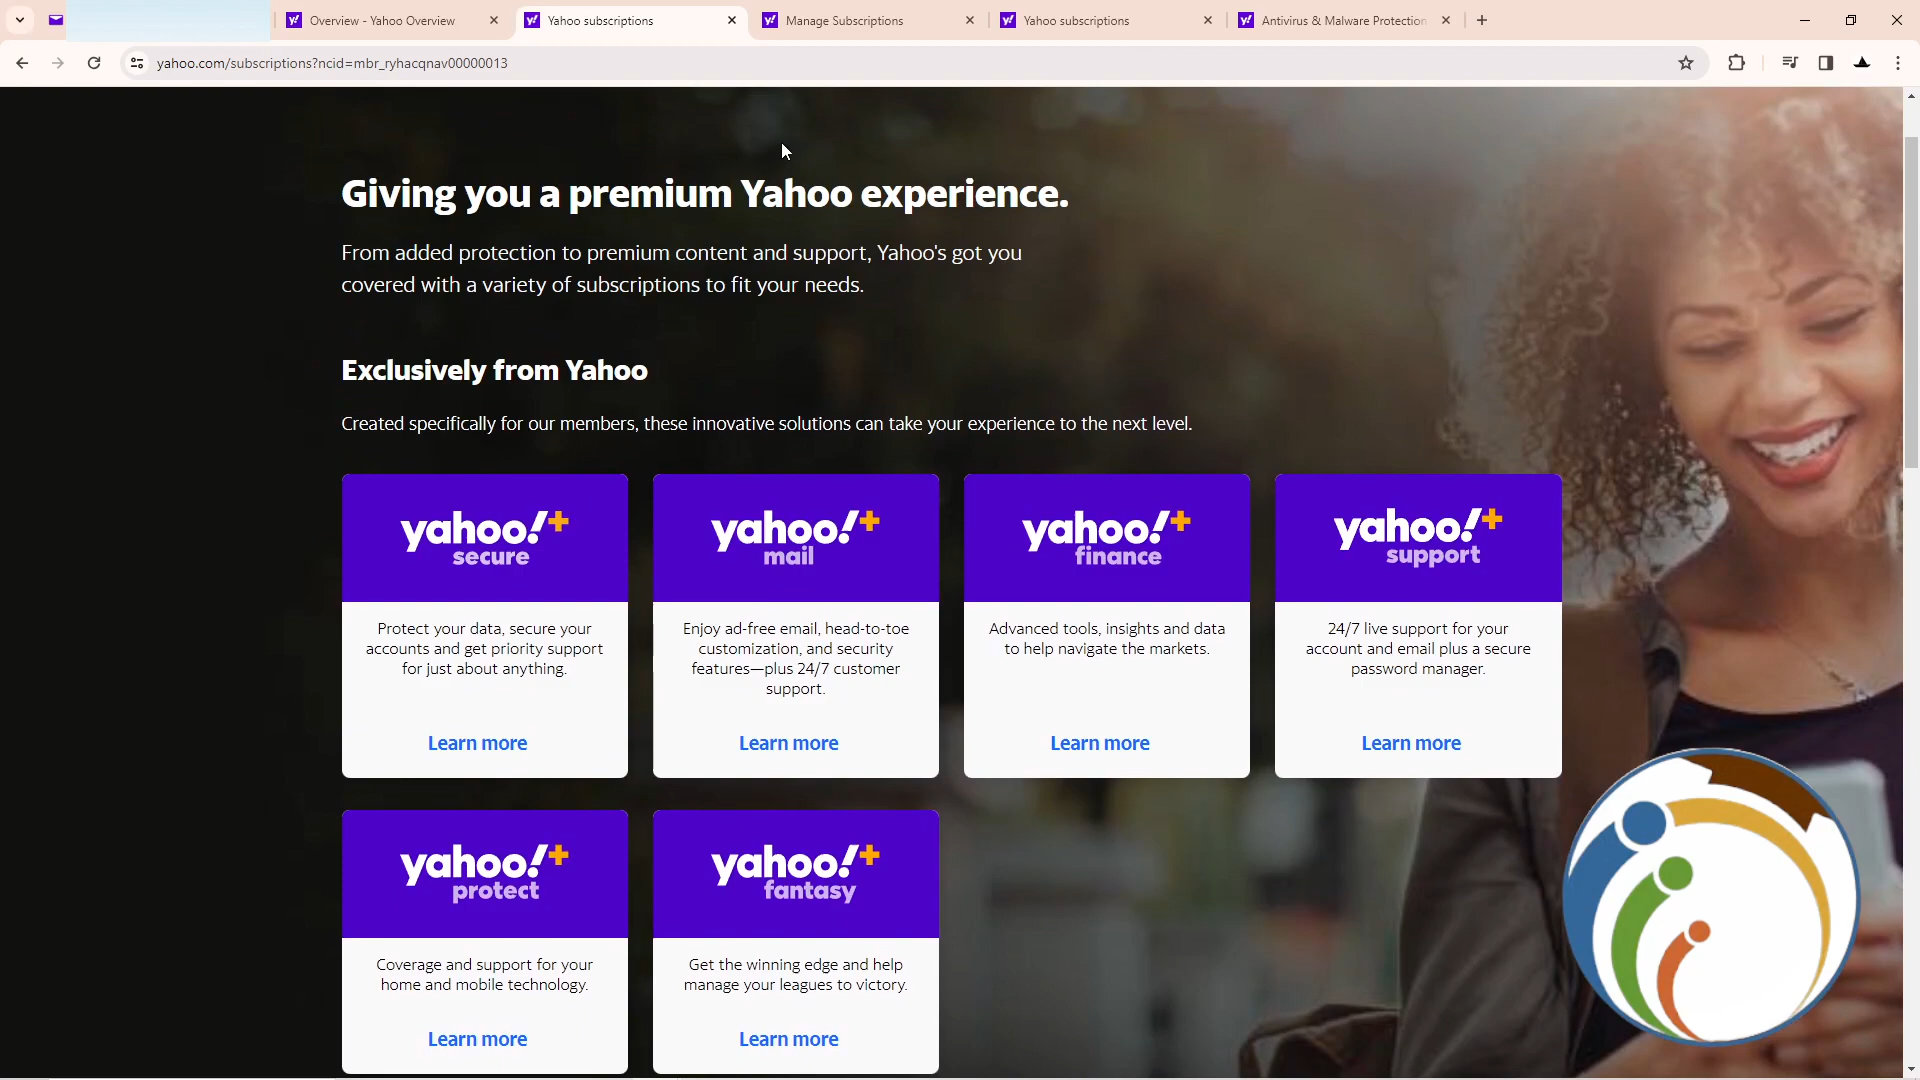 Overview - Yahoo Overview
Yahoo subscriptions
Manage Subscriptions
Yahoo subscriptions
Antivirus & Malware Protection
yahoo.com/subscriptions?ncid=mbr_ryhacqnav00000013
Giving you a premium Yahoo experience.
From added protection to premium content and support, Yahoo's got you
covered with a variety of subscriptions to fit your needs.
Exclusively from Yahoo
Created specifically for our members, these innovative solutions can take your experience to the next level.
yahoo!+
secure
Protect your data, secure your
accounts and get priority support
for just about anything.
Learn more
yahoo!+
mail
Enjoy ad-free email, head-to-toe
customization, and security
features—plus 24/7 customer
support.
Learn more
yahoo!+
finance
Advanced tools, insights and data
to help navigate the markets.
Learn more
yahoo!+
support
24/7 live support for your
account and email plus a secure
password manager.
Learn more
yahoo!+
protect
Coverage and support for your
home and mobile technology.
Learn more
yahoo!+
fantasy
Get the winning edge and help
manage your leagues to victory.
Learn more